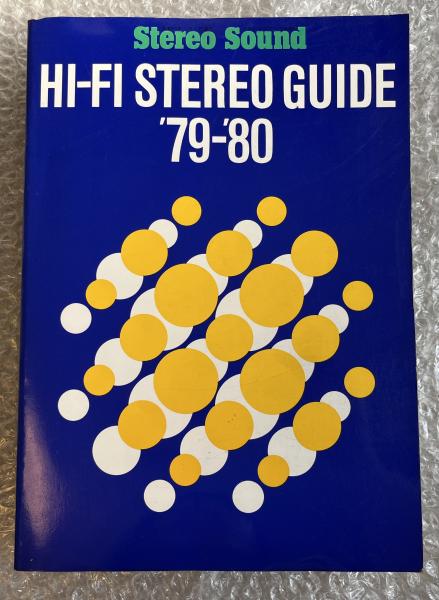 Stereo Sound
HI-FI STEREO GUIDE
'79-'80